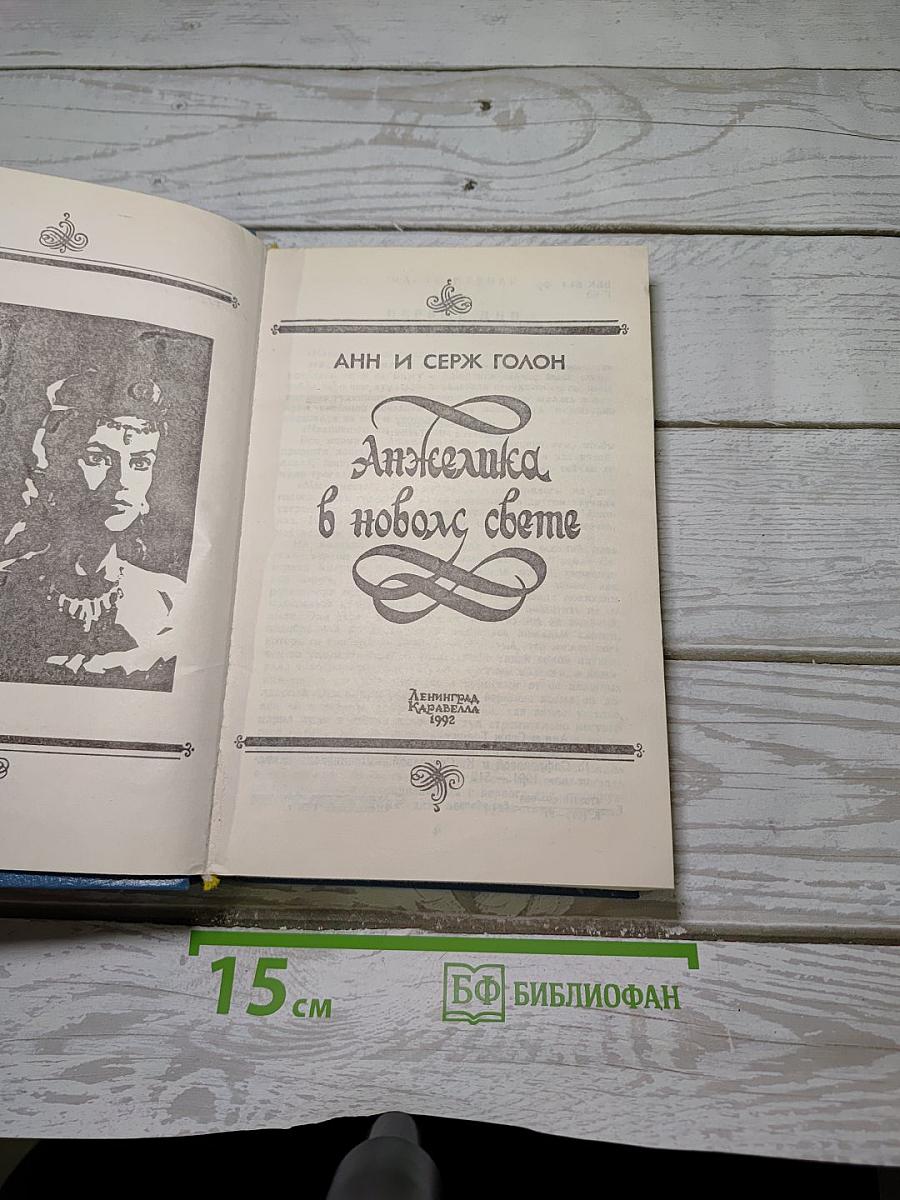 АНН И СЕРЖ ГОЛОН
Анжелика
в новом свете
ЛЕНИНГРАД
КАРАВЕЛЛА
1992
15 см
БФ БИБЛИОФАН